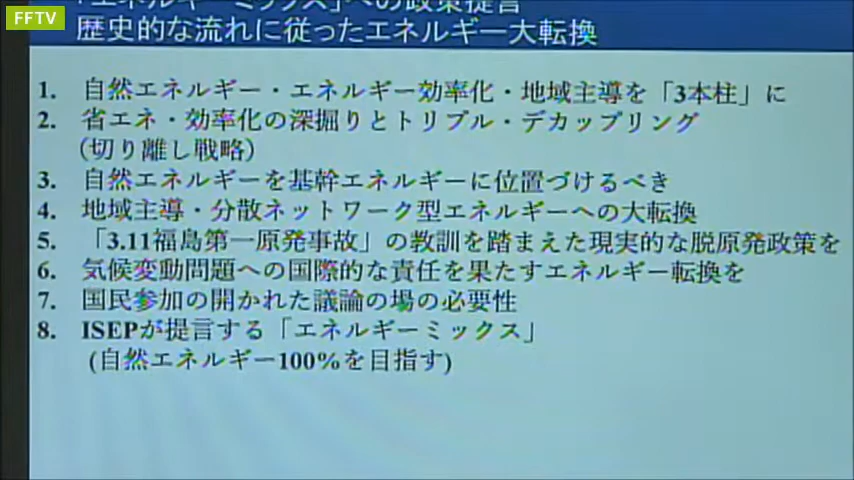 FFTV
「エネルギーミックス」への政策提言
歴史的な流れに従ったエネルギー大転換
1. 自然エネルギー・エネルギー効率化・地域主導を「3本柱」に
2. 省エネ・効率化の深掘りとトリプル・デカップリング
（切り離し戦略）
3. 自然エネルギーを基幹エネルギーに位置づけるべき
4. 地域主導・分散ネットワーク型エネルギーへの大転換
5. 「3.11福島第一原発事故」の教訓を踏まえた現実的な脱原発政策を
6. 気候変動問題への国際的な責任を果たすエネルギー転換を
7. 国民参加の開かれた議論の場の必要性
8. ISEPが提言する「エネルギーミックス」
(自然エネルギー100%を目指す)